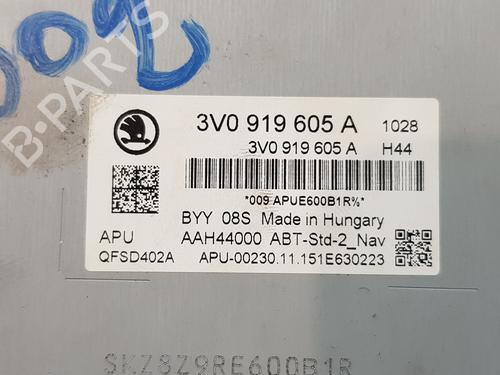 002
B-PARTS
3V0 919 605 A 1028
3V0 919 605 A H44
*009 APUE600B1R%*
BYY 08S Made in Hungary
APU AAH44000 ABT-Std-2_Nav
QFSD402A APU-00230.11.151E630223
SKZ8Z9RE600B1R